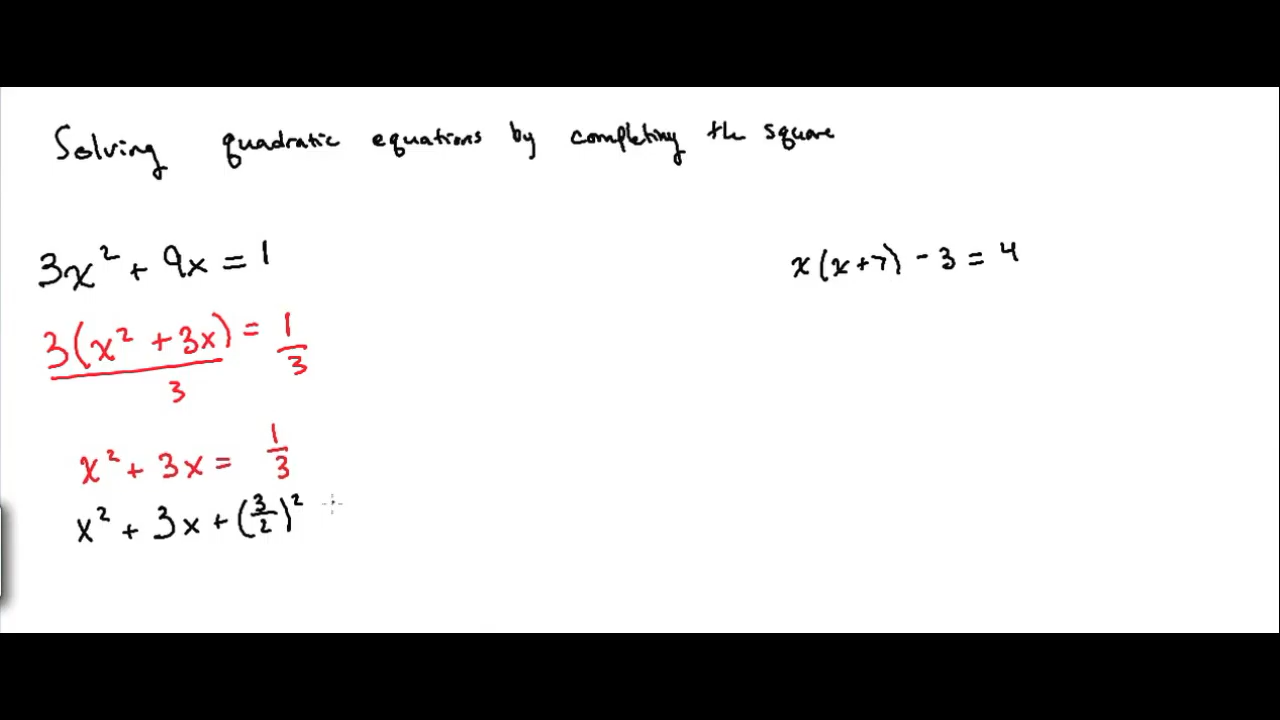 Solving quadratic equations by completing the square
3x² + 9x = 1
3(x² + 3x)/3 = 1/3
x² + 3x = 1/3
x² + 3x + (3/2)²
x(x+7) - 3 = 4